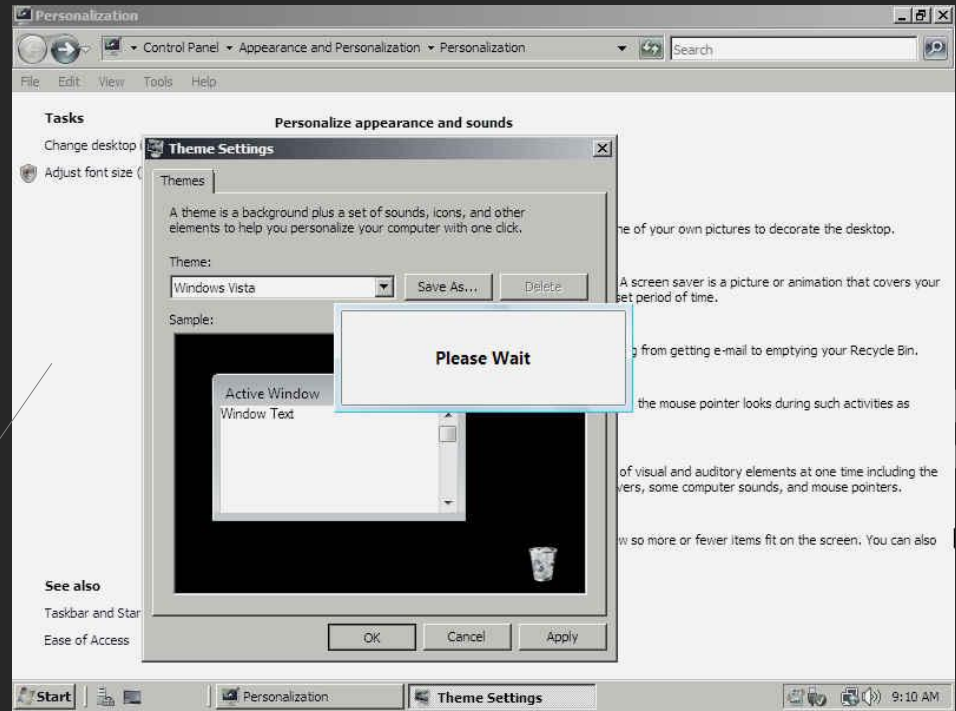 Personalization
Control Panel ▾ Appearance and Personalization ▾ Personalization
Search
File Edit View Tools Help
Tasks
Change desktop
Adjust font size (
Personalize appearance and sounds
Theme Settings
Themes
A theme is a background plus a set of sounds, icons, and other
elements to help you personalize your computer with one click.
Theme:
Windows Vista
Save As...
Delete
Sample:
Please Wait
Active Window
Window Text
of your own pictures to decorate the desktop.
A screen saver is a picture or animation that covers your
set period of time.
from getting e-mail to emptying your Recycle Bin.
the mouse pointer looks during such activities as
of visual and auditory elements at one time including the
vers, some computer sounds, and mouse pointers.
so more or fewer items fit on the screen. You can also
See also
Taskbar and Star
Ease of Access
OK
Cancel
Apply
Start
Personalization
Theme Settings
9:10 AM